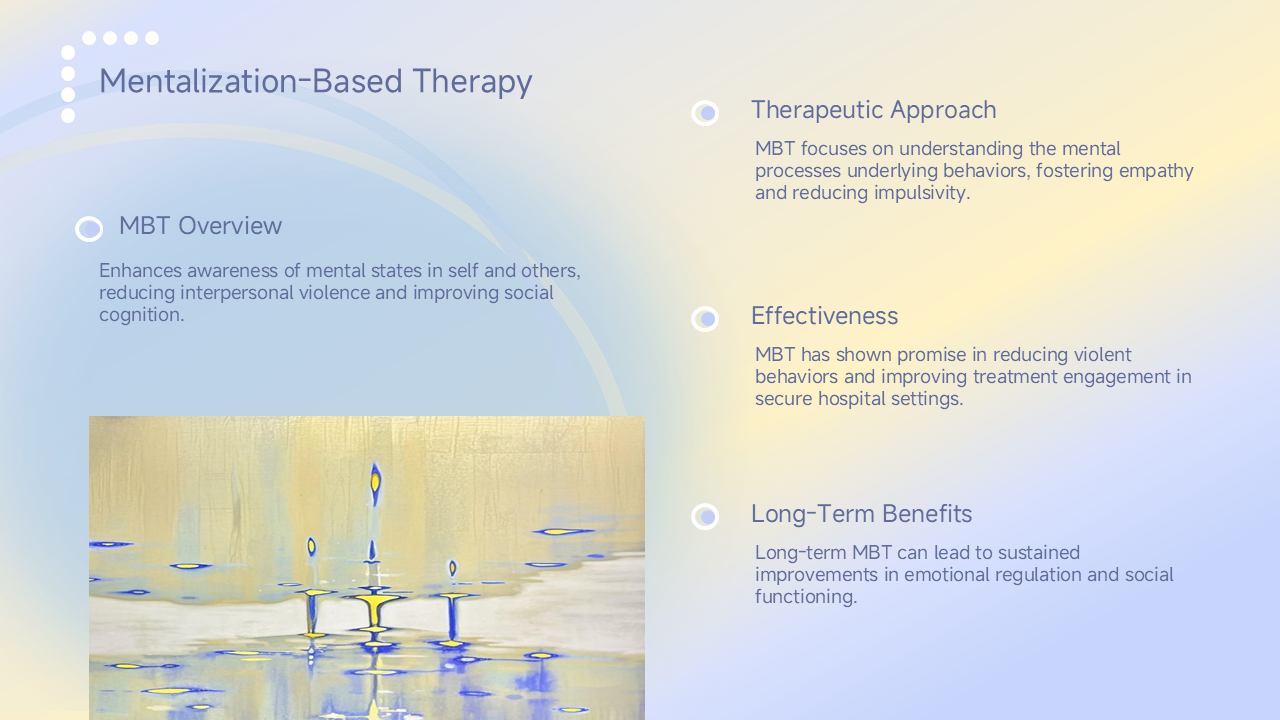 Mentalization-Based Therapy
MBT Overview
Enhances awareness of mental states in self and others,
reducing interpersonal violence and improving social
cognition.
Therapeutic Approach
MBT focuses on understanding the mental
processes underlying behaviors, fostering empathy
and reducing impulsivity.
Effectiveness
MBT has shown promise in reducing violent
behaviors and improving treatment engagement in
secure hospital settings.
Long-Term Benefits
Long-term MBT can lead to sustained
improvements in emotional regulation and social
functioning.